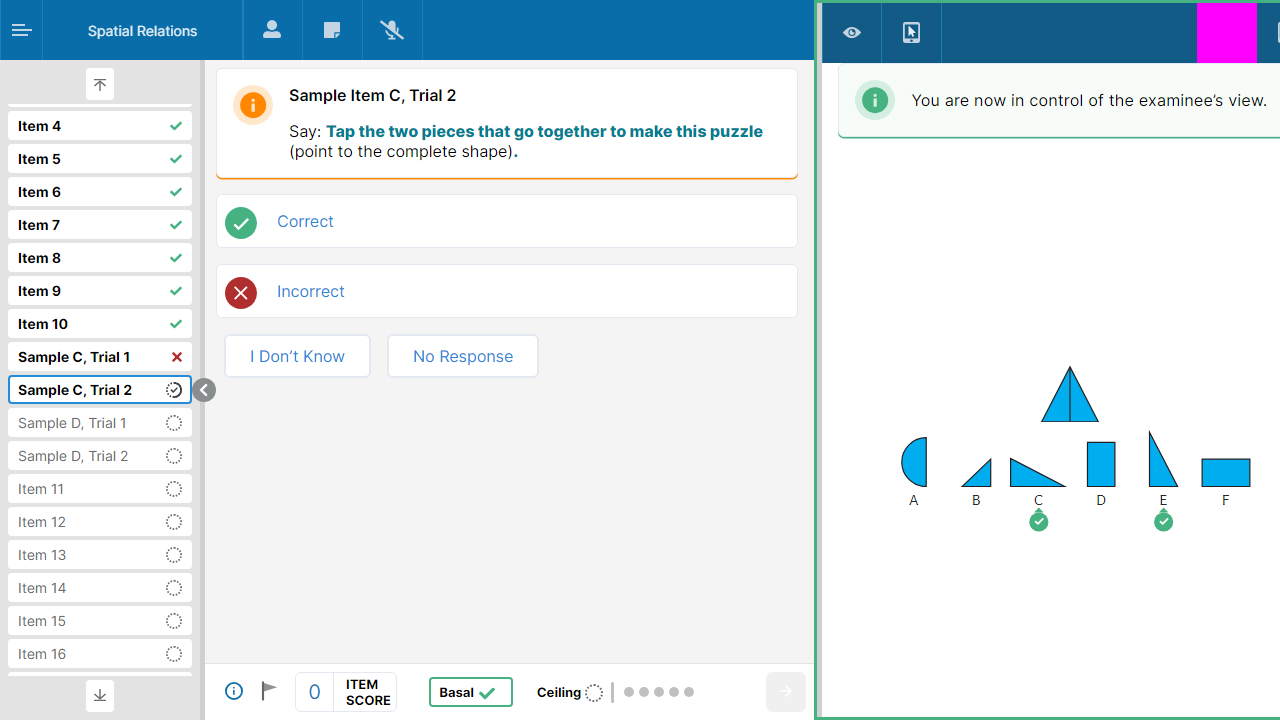 Spatial Relations
Item 4
Item 5
Item 6
Item 7
Item 8
Item 9
Item 10
Sample C, Trial 1
Sample C, Trial 2
Sample D, Trial 1
Sample D, Trial 2
Item 11
Item 12
Item 13
Item 14
Item 15
Item 16
Sample Item C, Trial 2
Say: Tap the two pieces that go together to make this puzzle
(point to the complete shape).
Correct
Incorrect
I Don’t Know
No Response
0
ITEM
SCORE
Basal
Ceiling
You are now in control of the examinee’s view.
A B C D E F